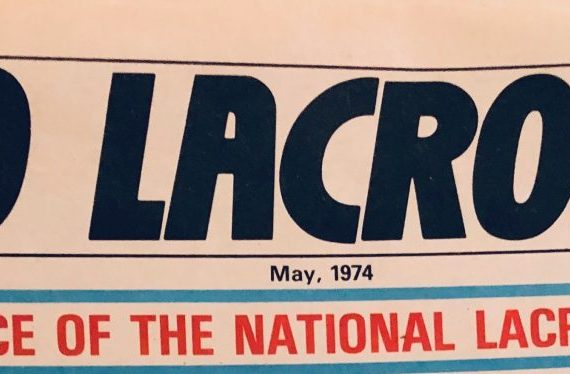 LACRO
May, 1974
CE OF THE NATIONAL LACR